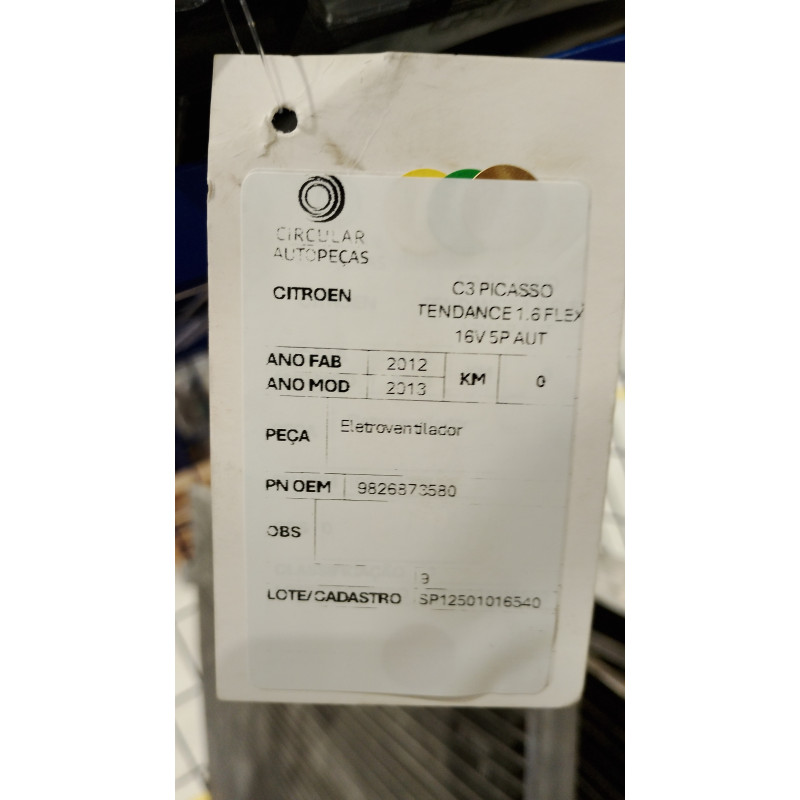 CIRCULAR
AUTOPEÇAS
CITROEN
C3 PICASSO
TENDANCE 1.6 FLEX
16V 5P AUT
ANO FAB 2012
ANO MOD 2013
KM 0
PEÇA Eletroventilador
PN OEM 9826873580
OBS
9
LOTE/CADASTRO SP12501016540